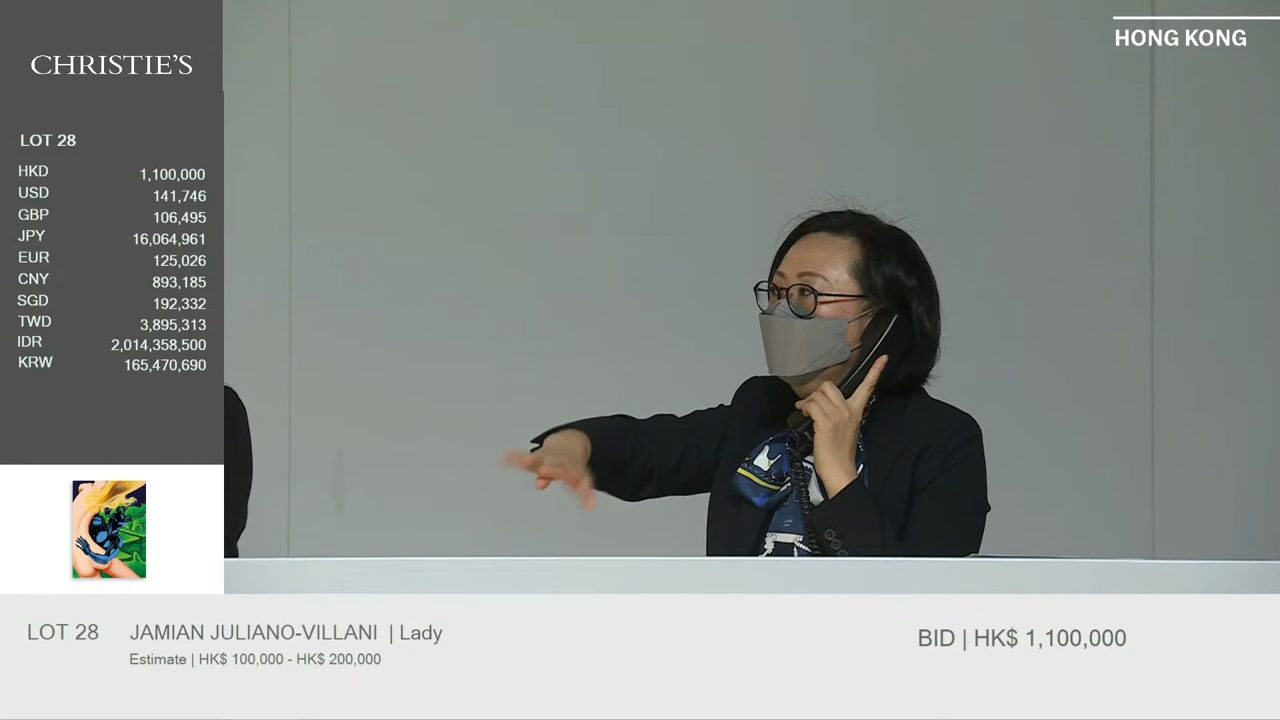 CHRISTIE'S
HONG KONG
LOT 28
HKD 1,100,000
USD 141,746
GBP 106,495
JPY 16,064,961
EUR 125,026
CNY 893,185
SGD 192,332
TWD 3,895,313
IDR 2,014,358,500
KRW 165,470,690
LOT 28 JAMIAN JULIANO-VILLANI | Lady
Estimate | HK$ 100,000 - HK$ 200,000
BID | HK$ 1,100,000